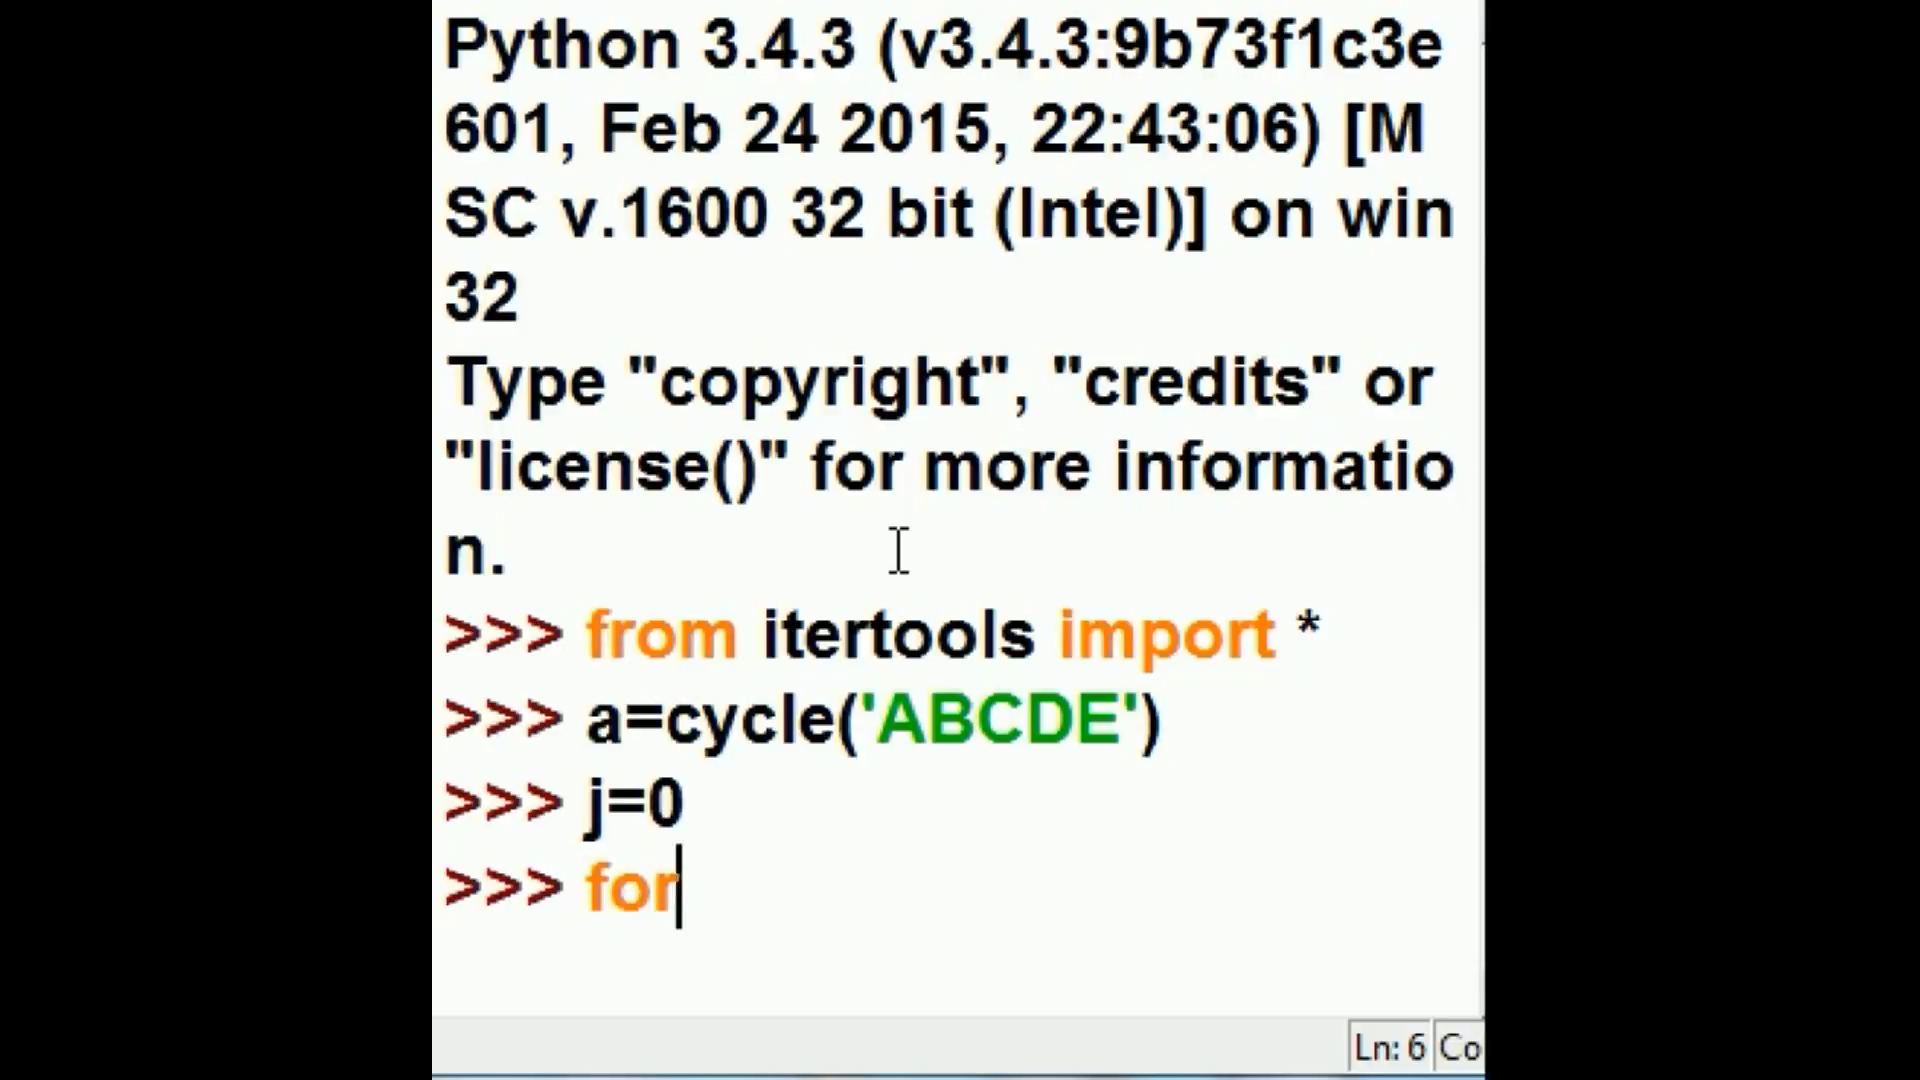 Python 3.4.3 (v3.4.3:9b73f1c3e
601, Feb 24 2015, 22:43:06) [M
SC v.1600 32 bit (Intel)] on win
32
Type "copyright", "credits" or
"license()" for more informatio
n.
>>> from itertools import *
>>> a=cycle('ABCDE')
>>> j=0
>>> for
Ln: 6 Co